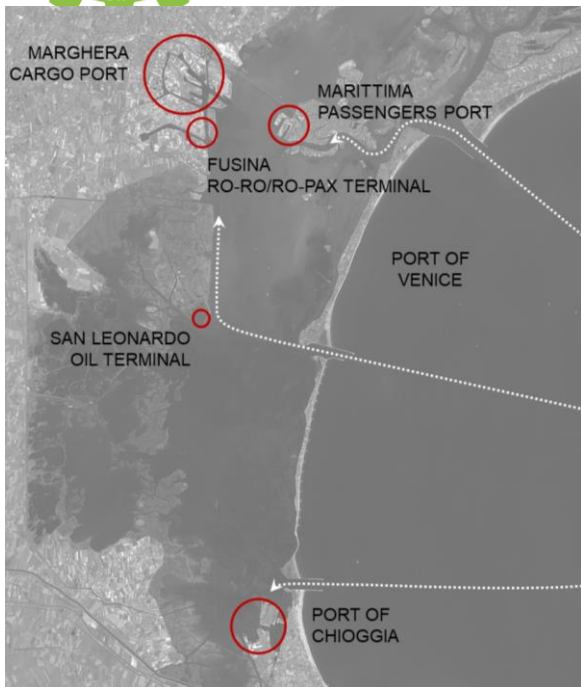 MARGHERA
CARGO PORT
MARITTIMA
PASSENGERS PORT
FUSINA
RO-RO/RO-PAX TERMINAL
PORT OF
VENICE
SAN LEONARDO
OIL TERMINAL
PORT OF
CHIOGGIA